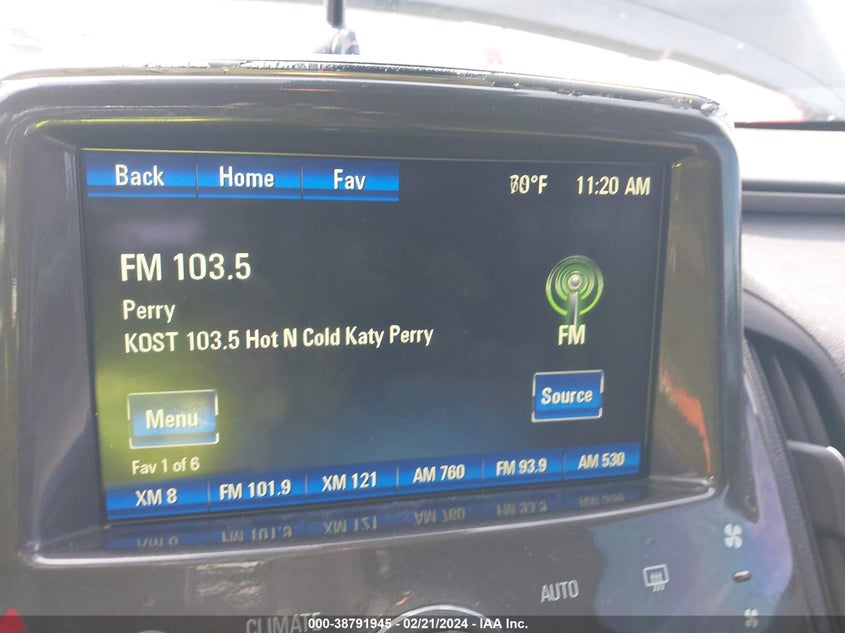 Back Home Fav 70°F 11:20 AM
FM 103.5
Perry
KOST 103.5 Hot N Cold Katy Perry
FM
Menu
Source
Fav 1 of 6
XM 8 FM 101.9 XM 121 AM 760 FM 93.9 AM 530
AUTO
CLIMATE
000-38791945 - 02/21/2024 - IAA Inc.